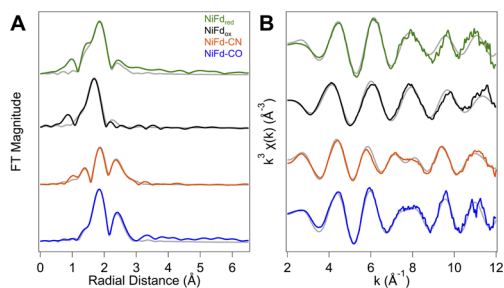 A
B
NiFdred
NiFdox
NiFd-CN
NiFd-CO
FT Magnitude
k³ χ(k) (Å⁻³)
0 1 2 3 4 5 6
Radial Distance (Å)
2 4 6 8 10 12
k (Å⁻¹)